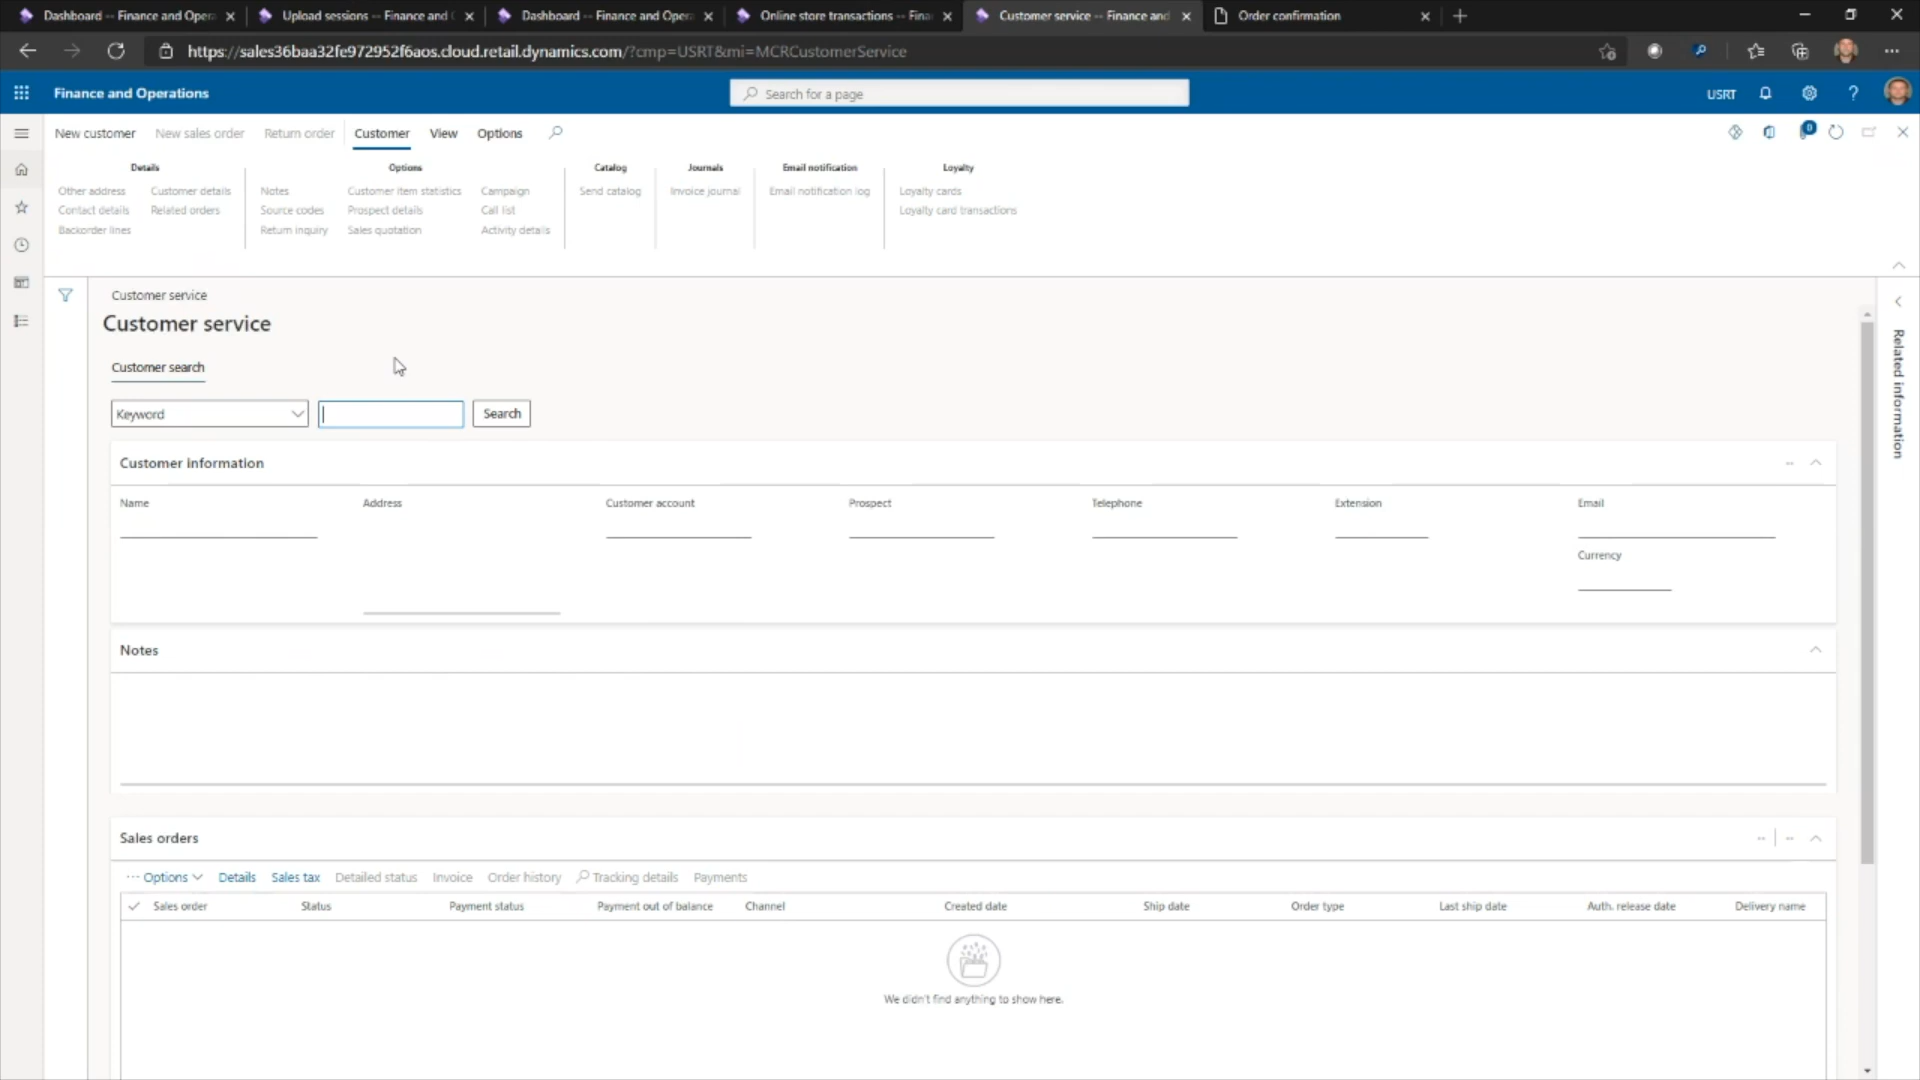 Dashboard -- Finance and Oper
Upload sessions -- Finance and
Dashboard -- Finance and Oper
Online store transactions -- Fina
Customer service -- Finance and
Order confirmation
https://sales36baa32fe972952f6aos.cloud.retail.dynamics.com/?cmp=USRT&mi=MCRCustomerService
Finance and Operations
Search for a page
USRT
New customer
New sales order
Return order
Customer
View
Options
0
Details
Options
Catalog
Journals
Email notification
Loyalty
Other address
Customer details
Notes
Customer item statistics
Campaign
Send catalog
Invoice journal
Email notification log
Loyalty cards
Contact details
Related orders
Source codes
Prospect details
Call list
Loyalty card transactions
Backorder lines
Return inquiry
Sales quotation
Activity details
Customer service
Customer service
Related information
Customer search
Keyword
Search
Customer information
Name
Address
Customer account
Prospect
Telephone
Extension
Email
Currency
Notes
Sales orders
Options
Details
Sales tax
Detailed status
Invoice
Order history
Tracking details
Payments
Sales order
Status
Payment status
Payment out of balance
Channel
Created date
Ship date
Order type
Last ship date
Auth. release date
Delivery name
We didn't find anything to show here.